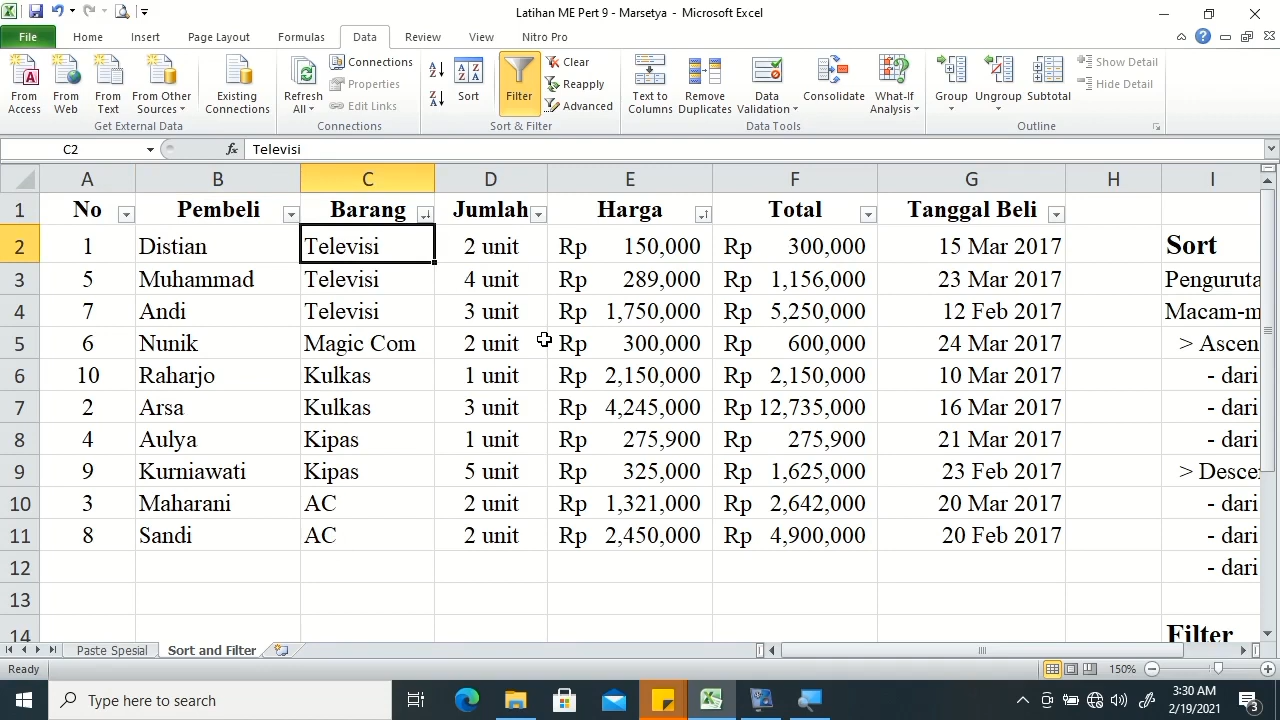 Latihan ME Pert 9 - Marsetya - Microsoft Excel
File Home Insert Page Layout Formulas Data Review View Nitro Pro
From Access
From Web
From Text
From Other Sources
Existing Connections
Get External Data
Refresh All
Connections
Properties
Edit Links
Connections
Sort
Filter
Clear
Reapply
Advanced
Sort & Filter
Text to Columns
Remove Duplicates
Data Validation
Consolidate
What-If Analysis
Data Tools
Group
Ungroup
Subtotal
Show Detail
Hide Detail
Outline
C2 fx Televisi
A B C D E F G H I
1 No Pembeli Barang Jumlah Harga Total Tanggal Beli
2 1 Distian Televisi 2 unit Rp 150,000 Rp 300,000 15 Mar 2017 Sort
3 5 Muhammad Televisi 4 unit Rp 289,000 Rp 1,156,000 23 Mar 2017 Penguruta
4 7 Andi Televisi 3 unit Rp 1,750,000 Rp 5,250,000 12 Feb 2017 Macam-m
5 6 Nunik Magic Com 2 unit Rp 300,000 Rp 600,000 24 Mar 2017 > Ascen
6 10 Raharjo Kulkas 1 unit Rp 2,150,000 Rp 2,150,000 10 Mar 2017 - dari
7 2 Arsa Kulkas 3 unit Rp 4,245,000 Rp 12,735,000 16 Mar 2017 - dari
8 4 Aulya Kipas 1 unit Rp 275,900 Rp 275,900 21 Mar 2017 - dari
9 9 Kurniawati Kipas 5 unit Rp 325,000 Rp 1,625,000 23 Feb 2017 > Desce
10 3 Maharani AC 2 unit Rp 1,321,000 Rp 2,642,000 20 Mar 2017 - dari
11 8 Sandi AC 2 unit Rp 2,450,000 Rp 4,900,000 20 Feb 2017 - dari
12 - dari
13
14 Filter
Paste Spesial Sort and Filter
Ready 150%
Type here to search
3:30 AM
2/19/2021
3